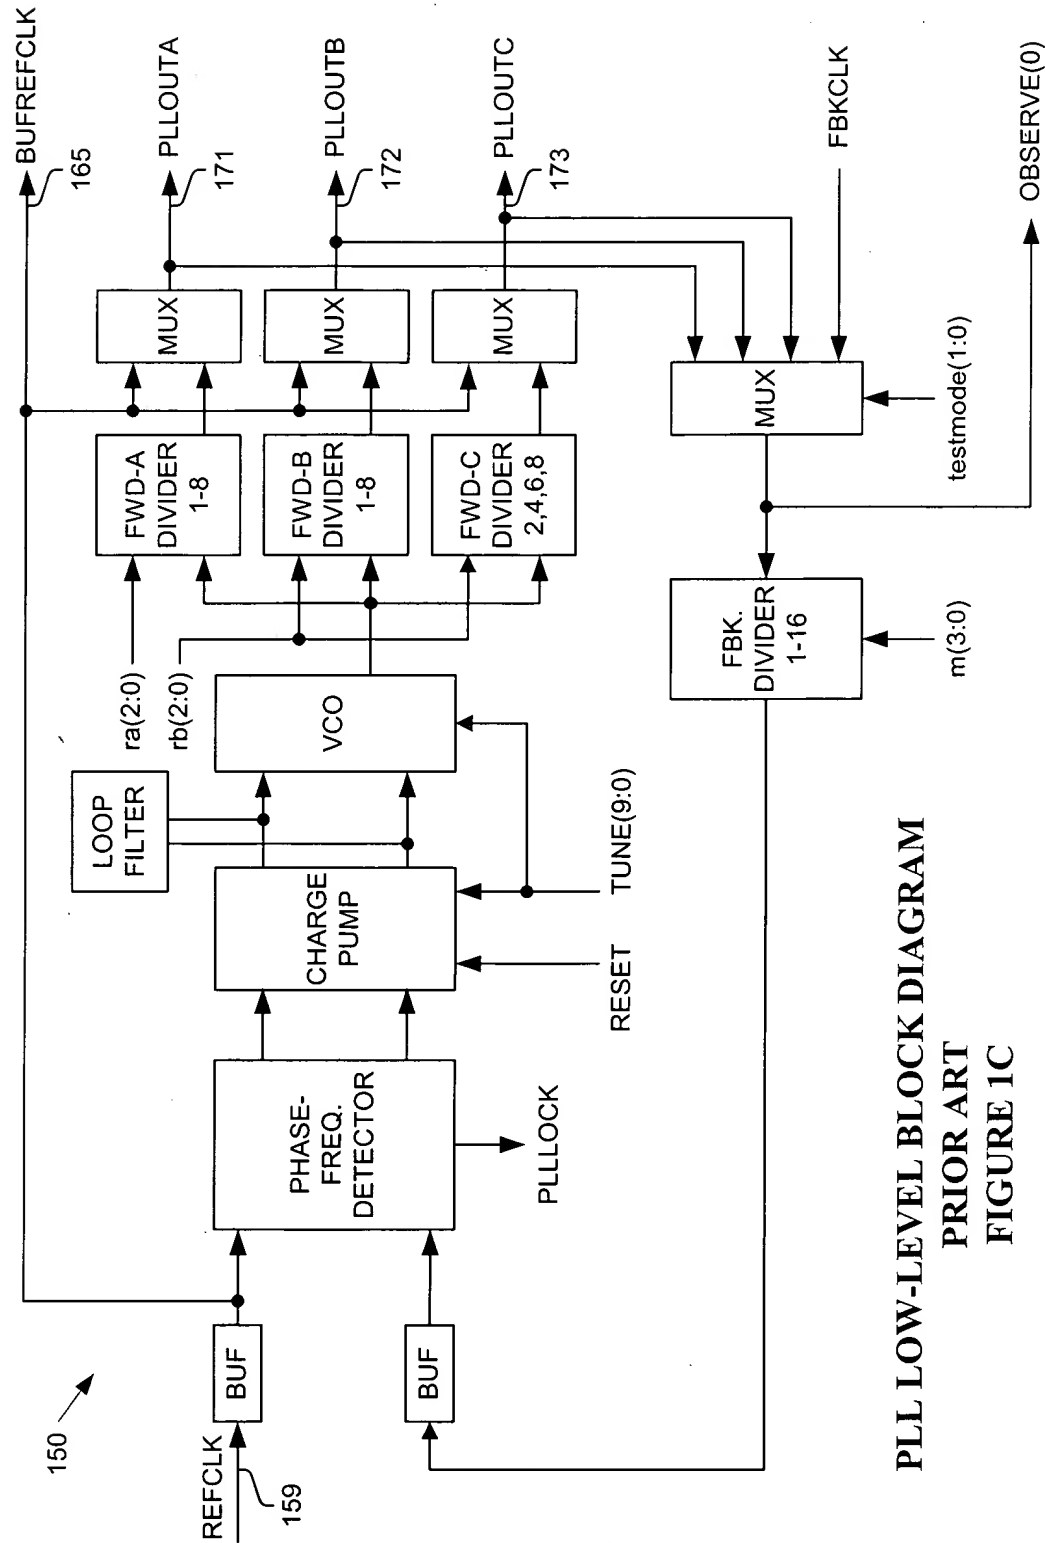 150
REFCLK
159
BUF
BUF
PHASE-
FREQ.
DETECTOR
PLLLOCK
CHARGE
PUMP
RESET
TUNE(9:0)
LOOP
FILTER
VCO
ra(2:0)
rb(2:0)
FWD-A
DIVIDER
1-8
FWD-B
DIVIDER
1-8
FWD-C
DIVIDER
2,4,6,8
MUX
MUX
MUX
BUFREFCLK
165
PLLOUTA
171
PLLOUTB
172
PLLOUTC
173
FBKCLK
OBSERVE(0)
MUX
testmode(1:0)
FBK.
DIVIDER
1-16
m(3:0)
PLL LOW-LEVEL BLOCK DIAGRAM
PRIOR ART
FIGURE 1C